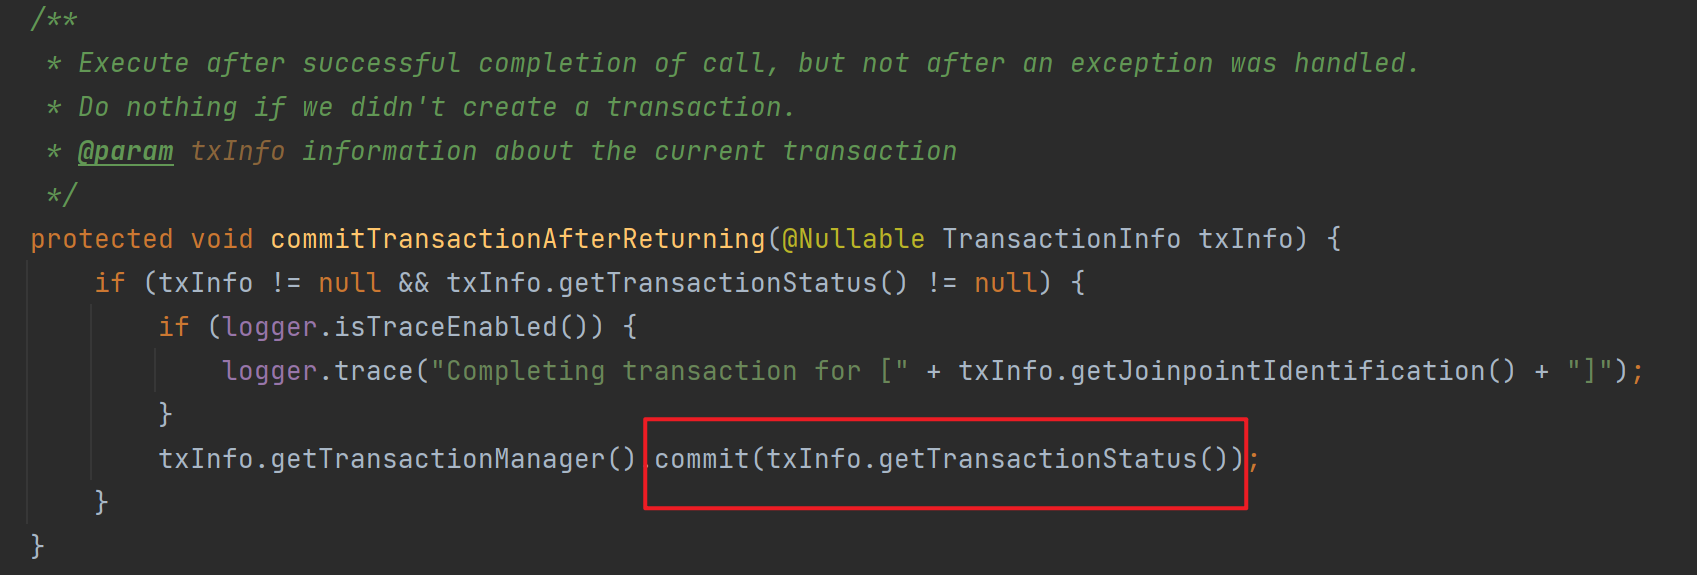 /**
 * Execute after successful completion of call, but not after an exception was handled.
 * Do nothing if we didn't create a transaction.
 * @param txInfo information about the current transaction
 */
protected void commitTransactionAfterReturning(@Nullable TransactionInfo txInfo) {
    if (txInfo != null && txInfo.getTransactionStatus() != null) {
        if (logger.isTraceEnabled()) {
            logger.trace("Completing transaction for [" + txInfo.getJoinpointIdentification() + "]");
        }
        txInfo.getTransactionManager().commit(txInfo.getTransactionStatus());
    }
}